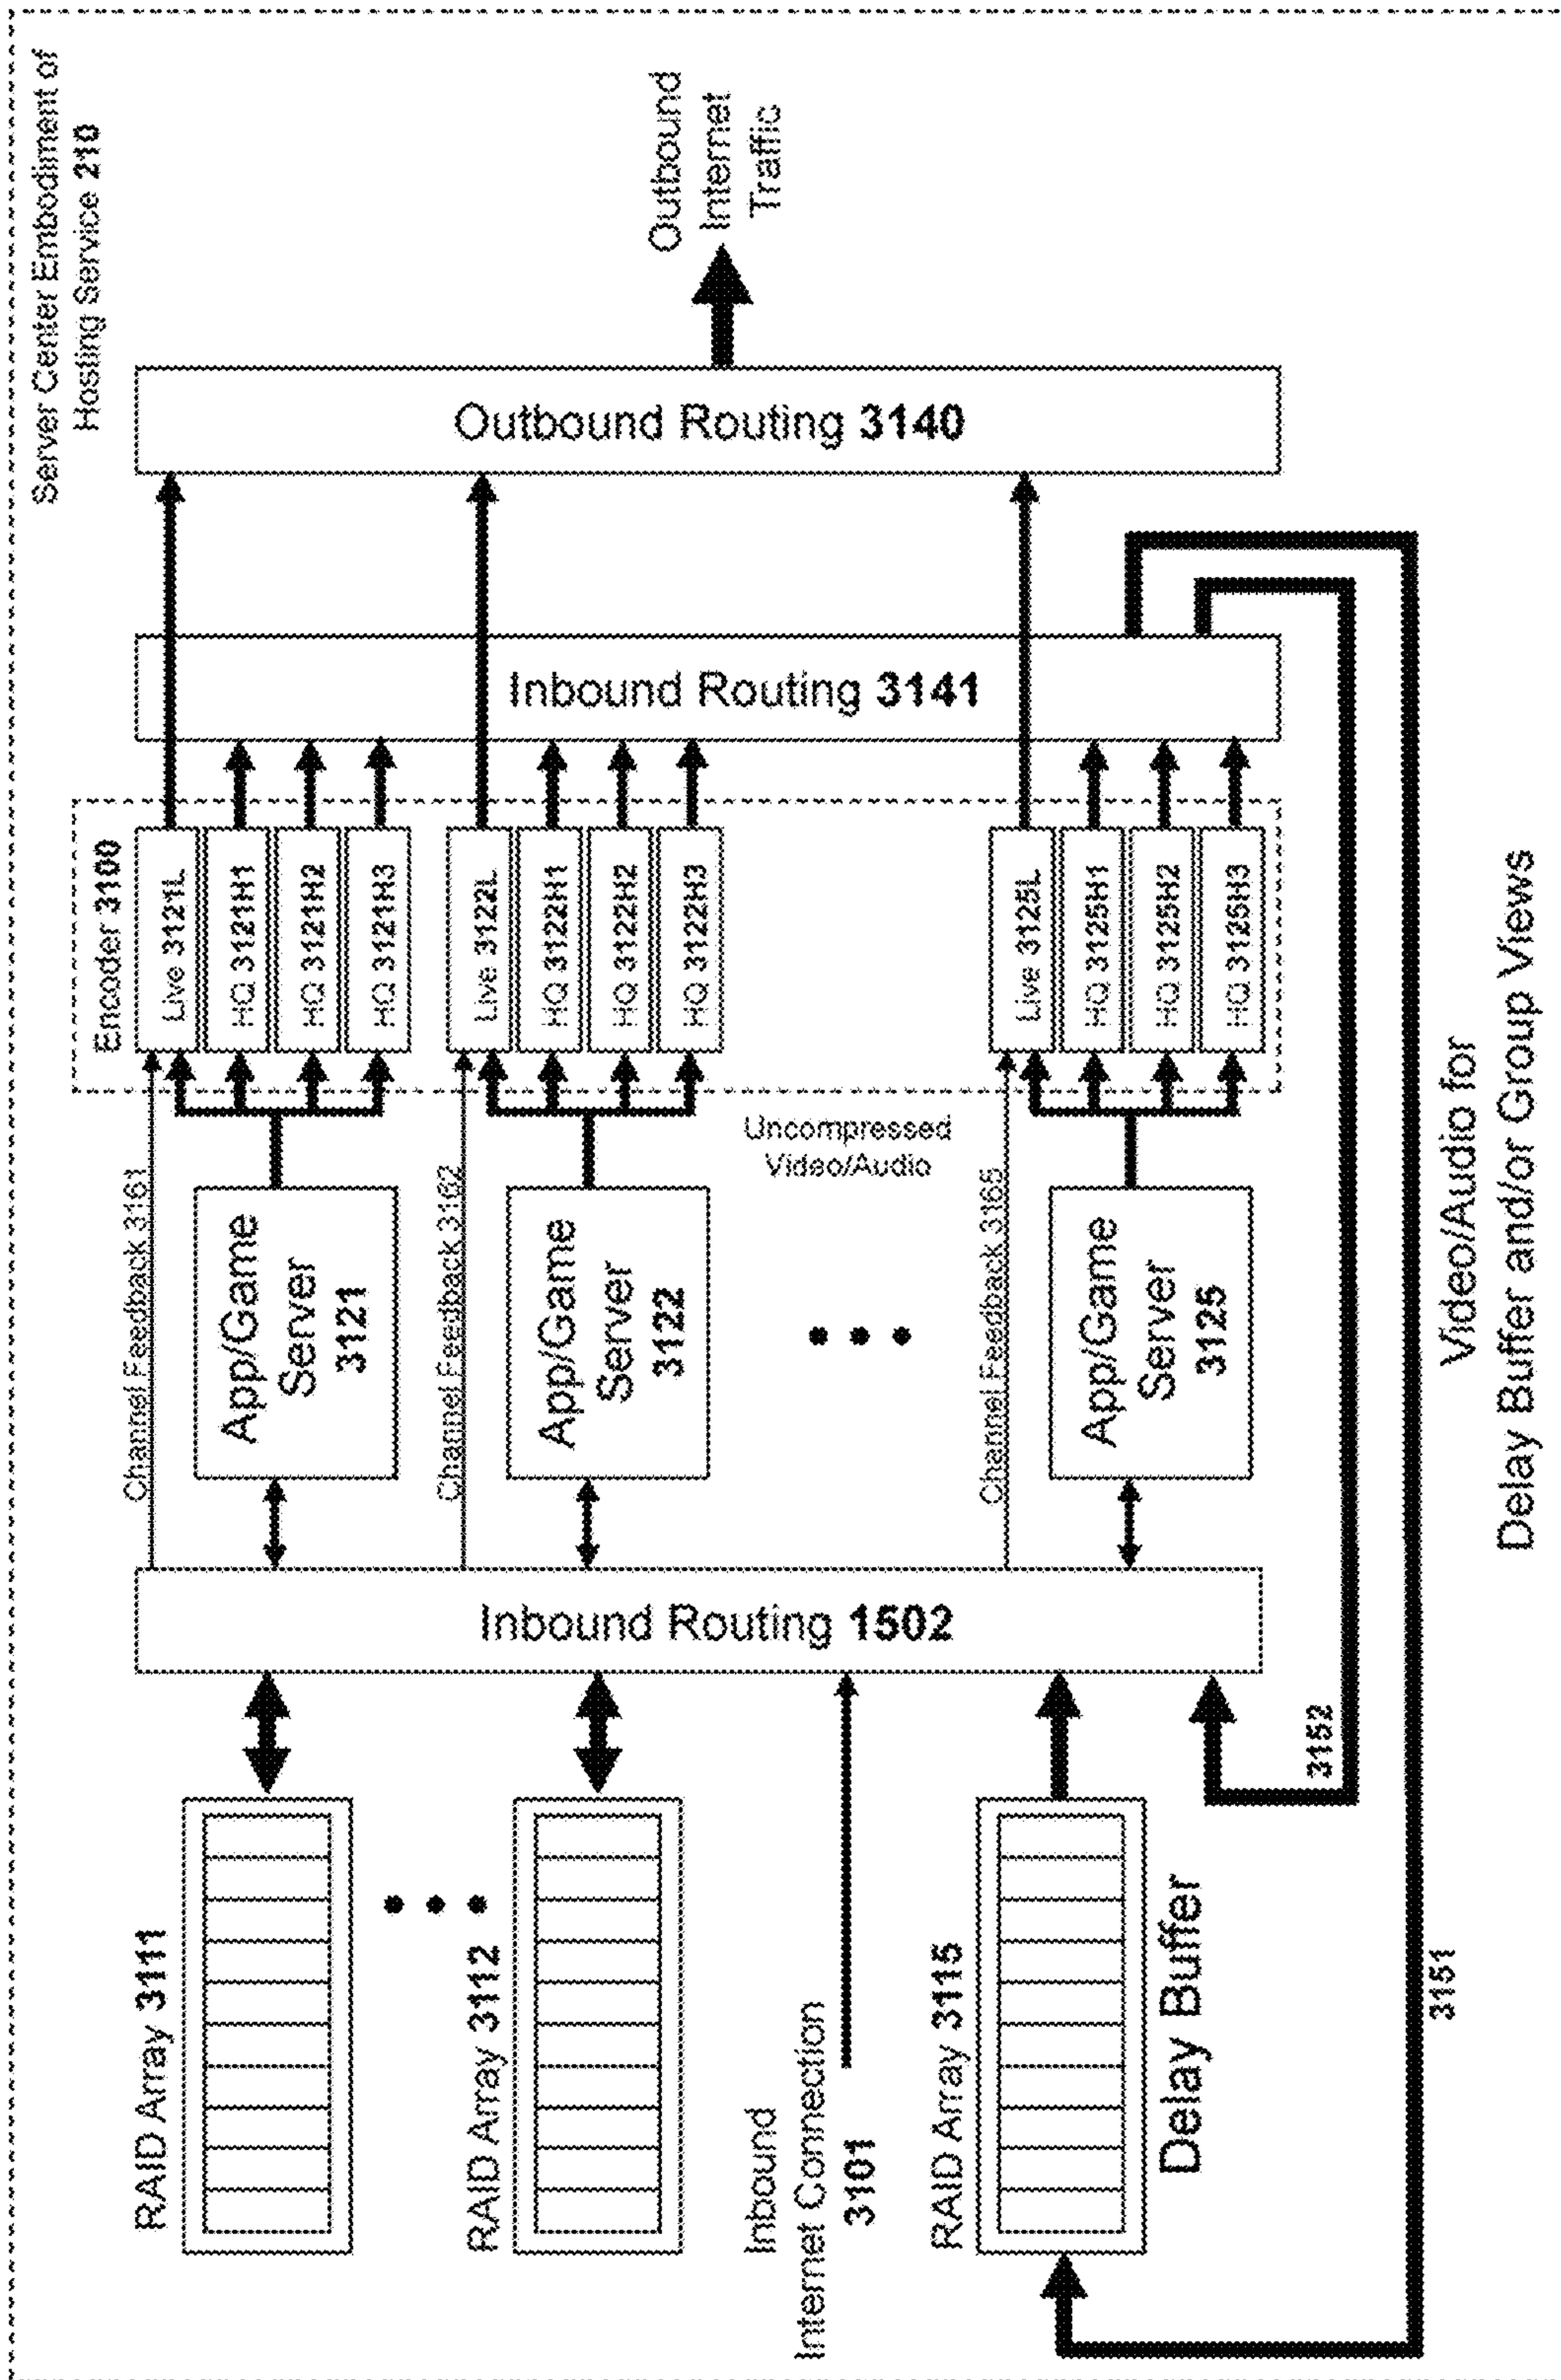 Server Center Embodiment of
Hosting Service 210
RAID Array 3111
RAID Array 3112
Inbound
Internet Connection
3101
RAID Array 3115
Delay Buffer
Inbound Routing 1502
Channel Feedback 3161
App/Game
Server
3121
Channel Feedback 3162
App/Game
Server
3122
Channel Feedback 3165
App/Game
Server
3125
Uncompressed
Video/Audio
Encoder 3100
Live 3121L
HQ 3121H1
HQ 3121H2
HQ 3121H3
Live 3122L
HQ 3122H1
HQ 3122H2
HQ 3122H3
Live 3125L
HQ 3125H1
HQ 3125H2
HQ 3125H3
Inbound Routing 3141
Outbound Routing 3140
Outbound
Internet
Traffic
3152
3151
Video/Audio for
Delay Buffer and/or Group Views